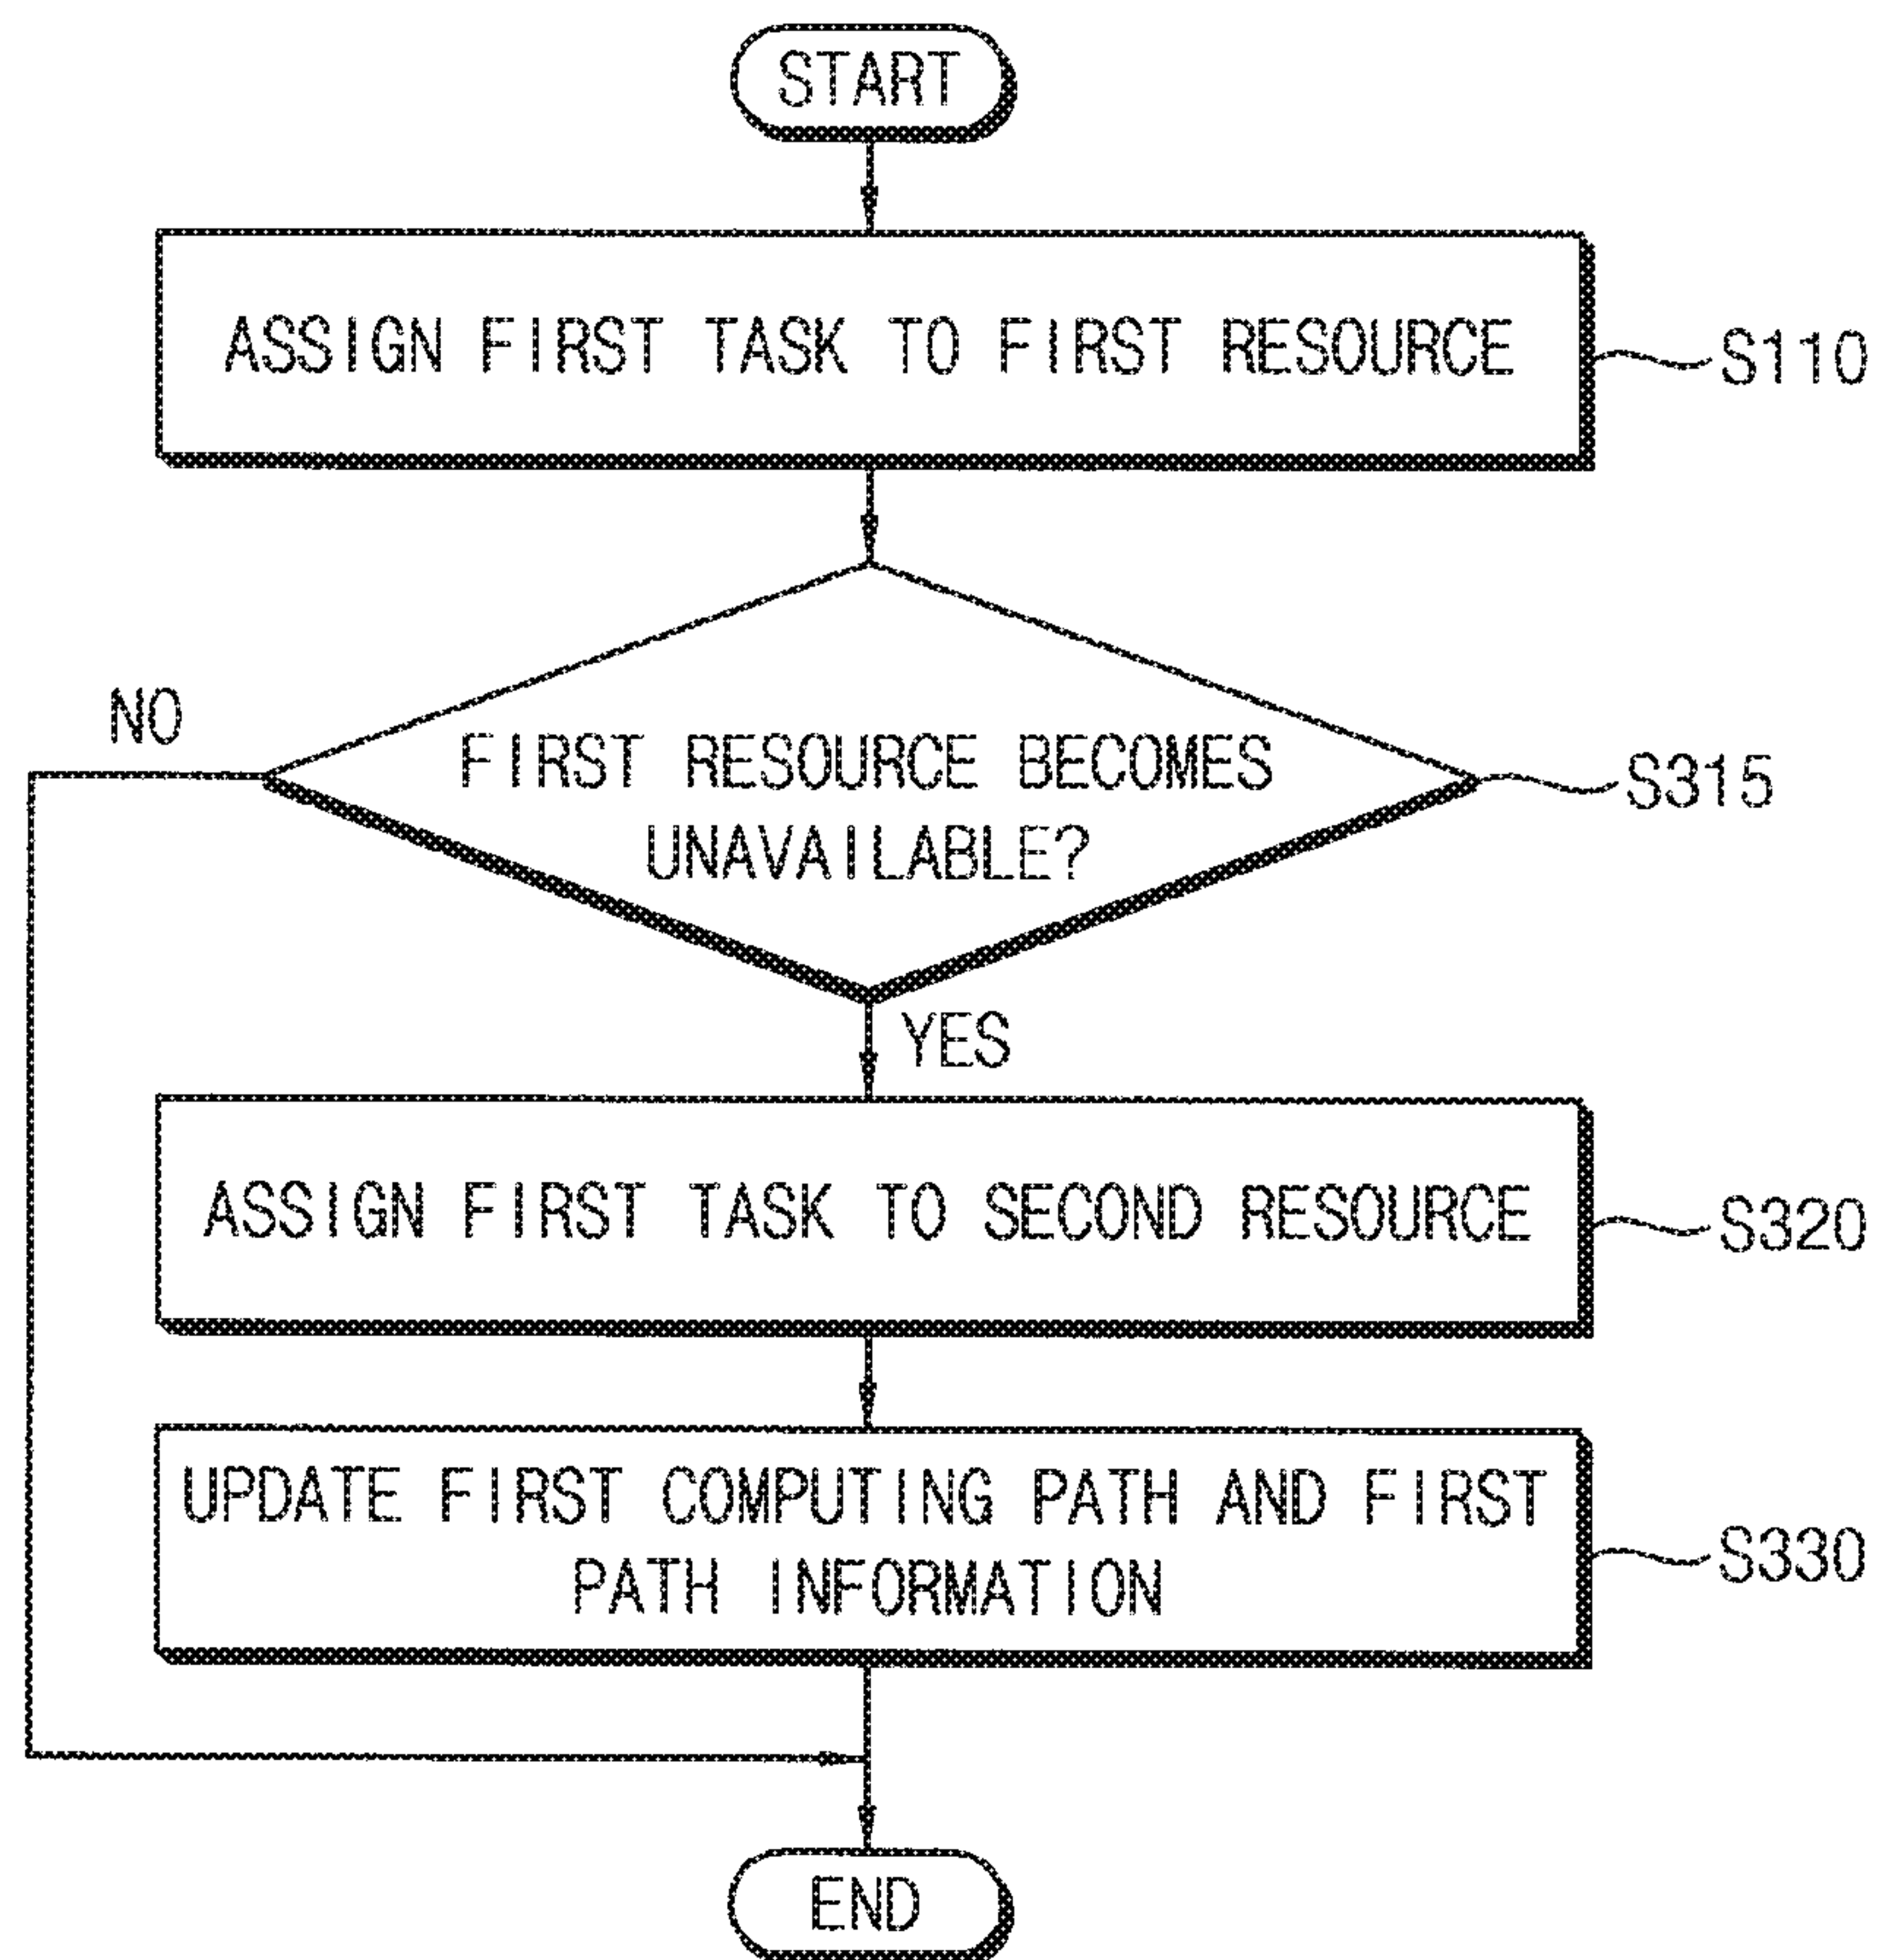 START
ASSIGN FIRST TASK TO FIRST RESOURCE
S110
NO
FIRST RESOURCE BECOMES
UNAVAILABLE?
S315
YES
ASSIGN FIRST TASK TO SECOND RESOURCE
S320
UPDATE FIRST COMPUTING PATH AND FIRST
PATH INFORMATION
S330
END